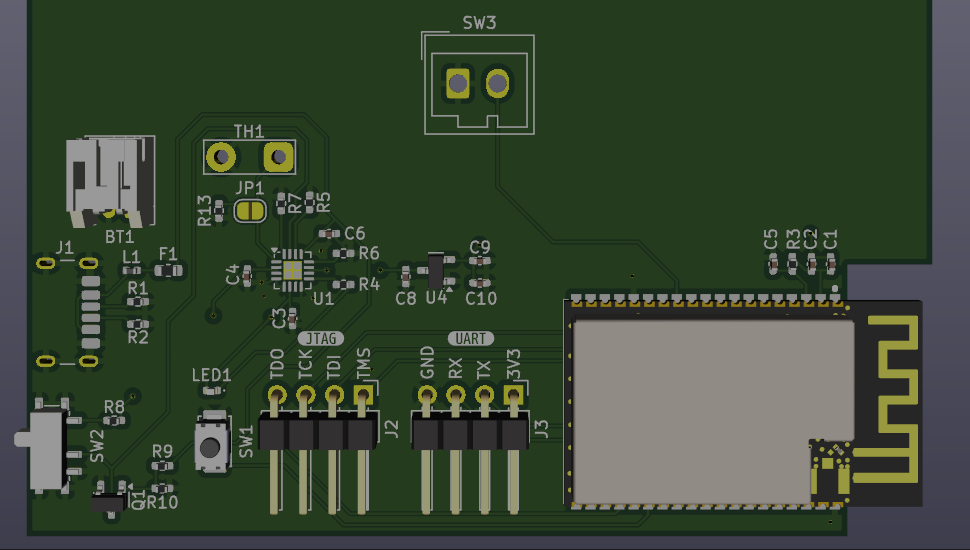 SW3
TH1
JP1
R13
R7
R5
BT1
J1
L1
F1
C6
R6
R4
C4
U1
C9
C8
U4
C10
C5
R3
C2
C1
R1
R2
C3
JTAG
UART
TDO
TCK
TDI
TMS
GND
RX
TX
3V3
LED1
R8
SW2
SW1
J2
J3
R9
Q1
R10